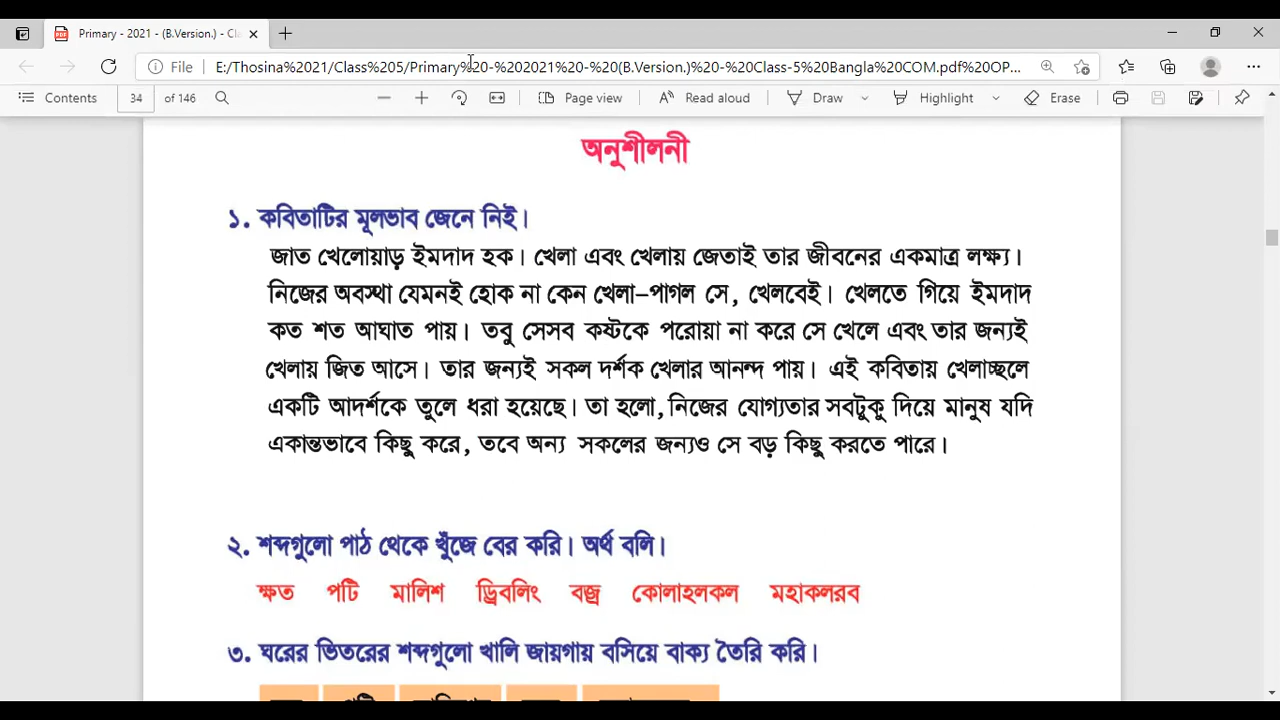 Primary - 2021 - (B.Version.) - Cla
File
E:/Thosina%2021/Class%205/Primary%20-%202021%20-%20(B.Version.)%20-%20Class-5%20Bangla%20COM.pdf%20OP...
Contents 34 of 146 Page view Read aloud Draw Highlight Erase
অনুশীলনী
১. কবিতাটির মূলভাব জেনে নিই।
জাত খেলোয়াড় ইমদাদ হক। খেলা এবং খেলায় জেতাই তার জীবনের একমাত্র লক্ষ্য।
নিজের অবস্থা যেমনই হোক না কেন খেলা-পাগল সে, খেলবেই। খেলতে গিয়ে ইমদাদ
কত শত আঘাত পায়। তবু সেসব কষ্টকে পরোয়া না করে সে খেলে এবং তার জন্যই
খেলায় জিত আসে। তার জন্যই সকল দর্শক খেলার আনন্দ পায়। এই কবিতায় খেলাচ্ছলে
একটি আদর্শকে তুলে ধরা হয়েছে। তা হলো, নিজের যোগ্যতার সবটুকু দিয়ে মানুষ যদি
একান্তভাবে কিছু করে, তবে অন্য সকলের জন্যও সে বড় কিছু করতে পারে।
২. শব্দগুলো পাঠ থেকে খুঁজে বের করি। অর্থ বলি।
ক্ষত পটি মালিশ ড্রিবলিং বজ্র কোলাহলকল মহাকলরব
৩. ঘরের ভিতরের শব্দগুলো খালি জায়গায় বসিয়ে বাক্য তৈরি করি।